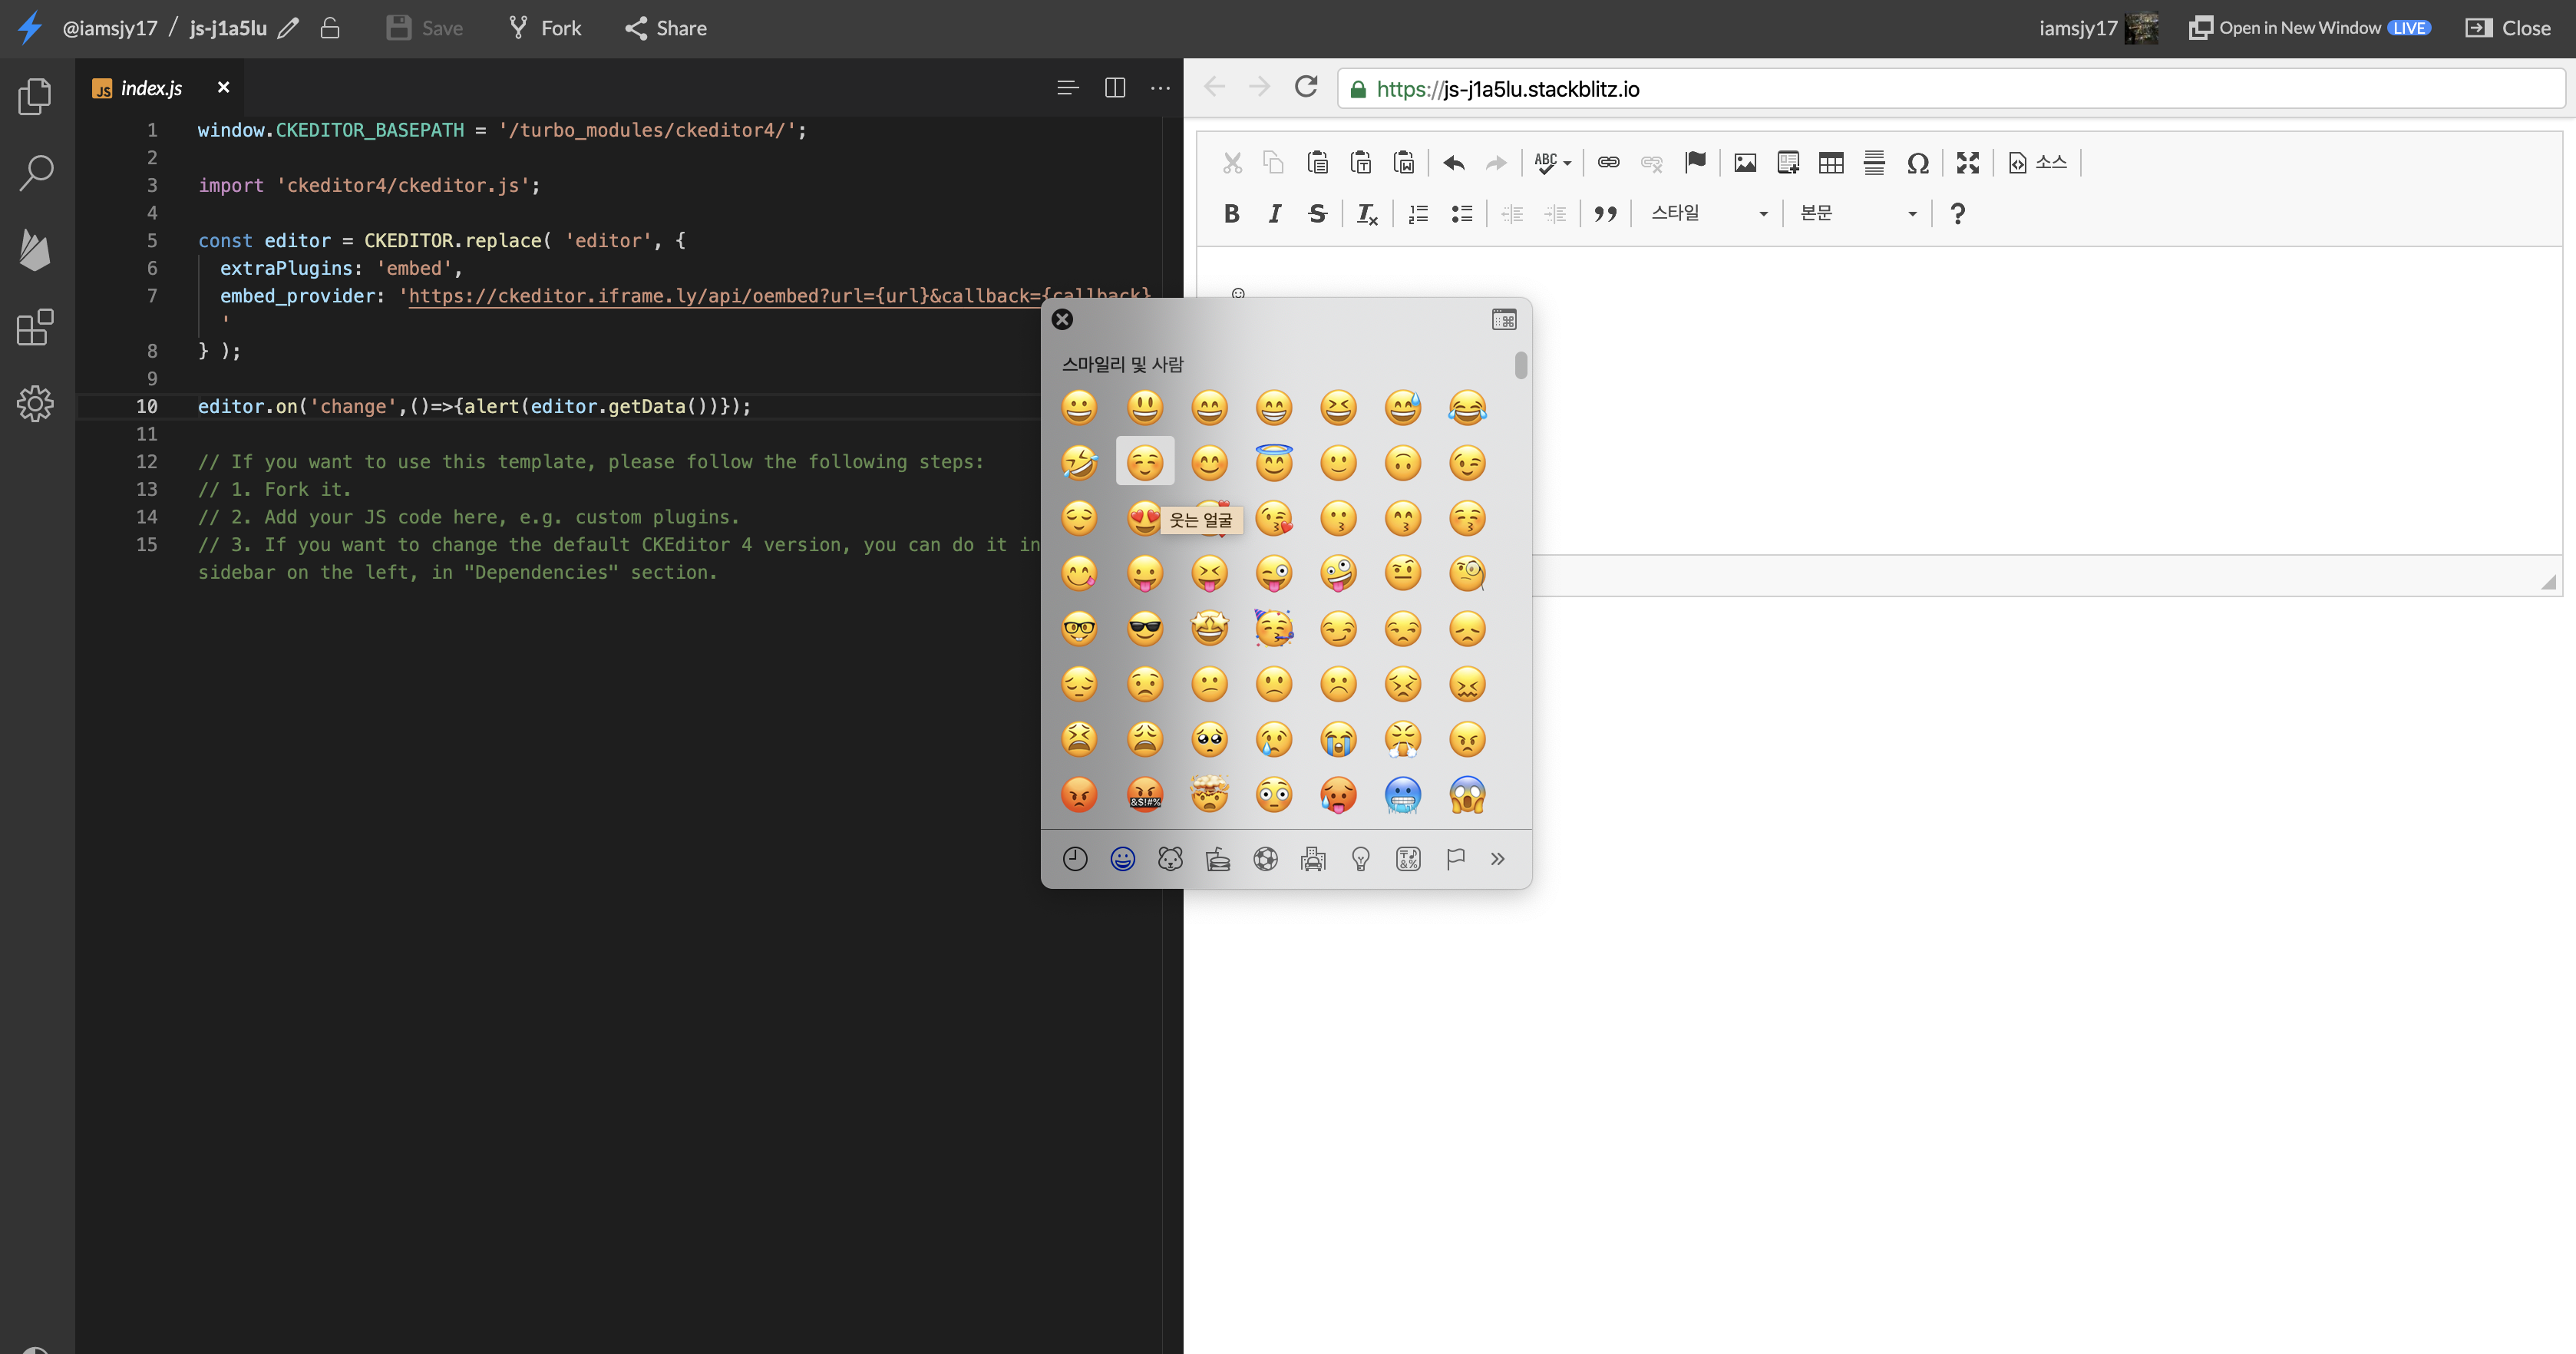 @iamsjy17 / js-j1a5lu Save Fork Share iamsjy17 Open in New Window LIVE Close
JS index.js
https://js-j1a5lu.stackblitz.io
1 window.CKEDITOR_BASEPATH = '/turbo_modules/ckeditor4/';
2
3 import 'ckeditor4/ckeditor.js';
4
5 const editor = CKEDITOR.replace( 'editor', {
6 extraPlugins: 'embed',
7 embed_provider: 'https://ckeditor.iframe.ly/api/oembed?url={url}&callback={callback}
'
8 } );
9
10 editor.on('change',()=>{alert(editor.getData())});
11
12 // If you want to use this template, please follow the following steps:
13 // 1. Fork it.
14 // 2. Add your JS code here, e.g. custom plugins.
15 // 3. If you want to change the default CKEditor 4 version, you can do it in
sidebar on the left, in "Dependencies" section.
ABC Ω 소스
B I S Tx 스타일 본문 ?
☺
스마일리 및 사람
웃는 얼굴
&$!#%